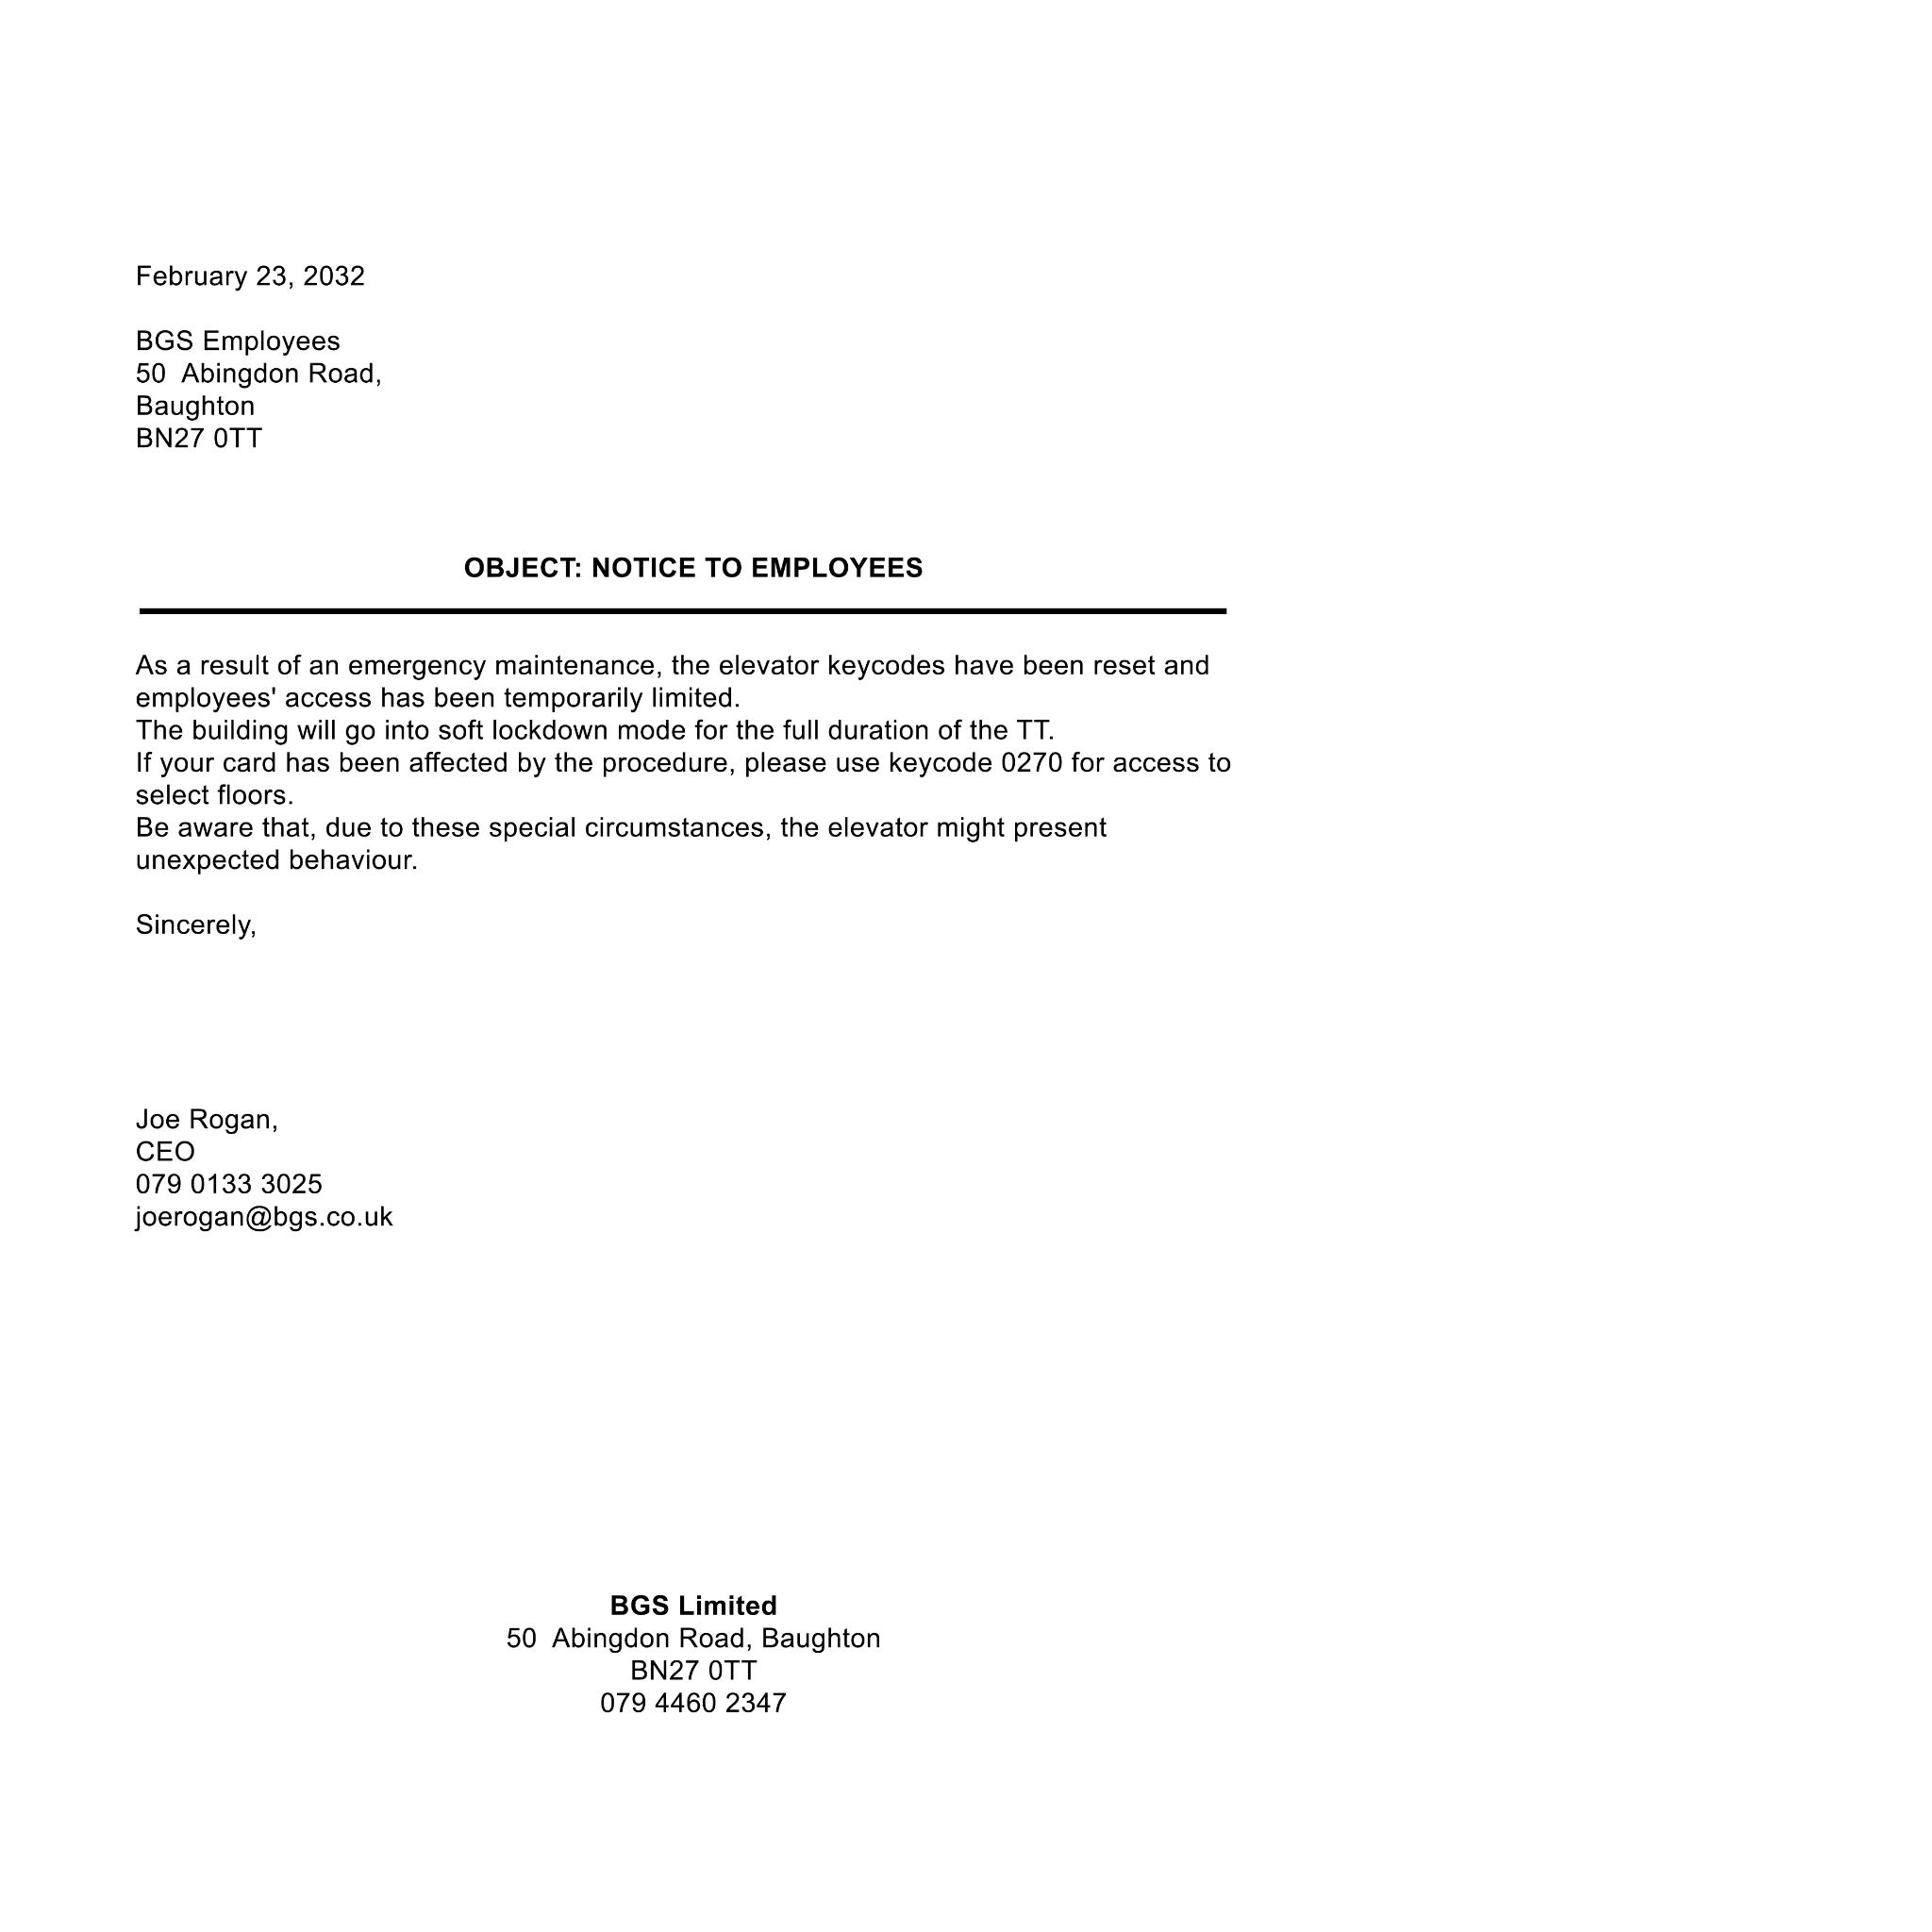 February 23, 2032
BGS Employees
50  Abingdon Road,
Baughton
BN27 0TT
OBJECT: NOTICE TO EMPLOYEES
As a result of an emergency maintenance, the elevator keycodes have been reset and
employees' access has been temporarily limited.
The building will go into soft lockdown mode for the full duration of the TT.
If your card has been affected by the procedure, please use keycode 0270 for access to
select floors.
Be aware that, due to these special circumstances, the elevator might present
unexpected behaviour.
Sincerely,
Joe Rogan,
CEO
079 0133 3025
joerogan@bgs.co.uk
BGS Limited
50  Abingdon Road, Baughton
BN27 0TT
079 4460 2347